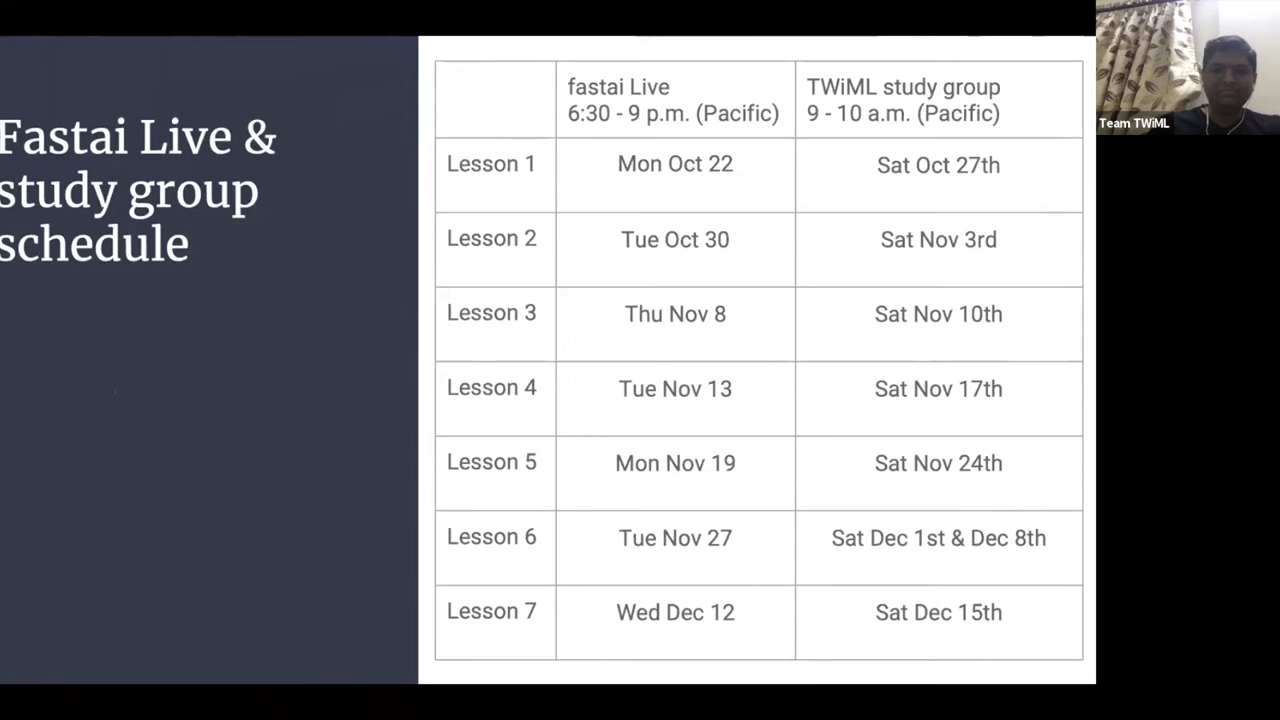 Fastai Live &
study group
schedule
fastai Live
6:30 - 9 p.m. (Pacific)
TWiML study group
9 - 10 a.m. (Pacific)
Lesson 1
Mon Oct 22
Sat Oct 27th
Lesson 2
Tue Oct 30
Sat Nov 3rd
Lesson 3
Thu Nov 8
Sat Nov 10th
Lesson 4
Tue Nov 13
Sat Nov 17th
Lesson 5
Mon Nov 19
Sat Nov 24th
Lesson 6
Tue Nov 27
Sat Dec 1st & Dec 8th
Lesson 7
Wed Dec 12
Sat Dec 15th
Team TWiML